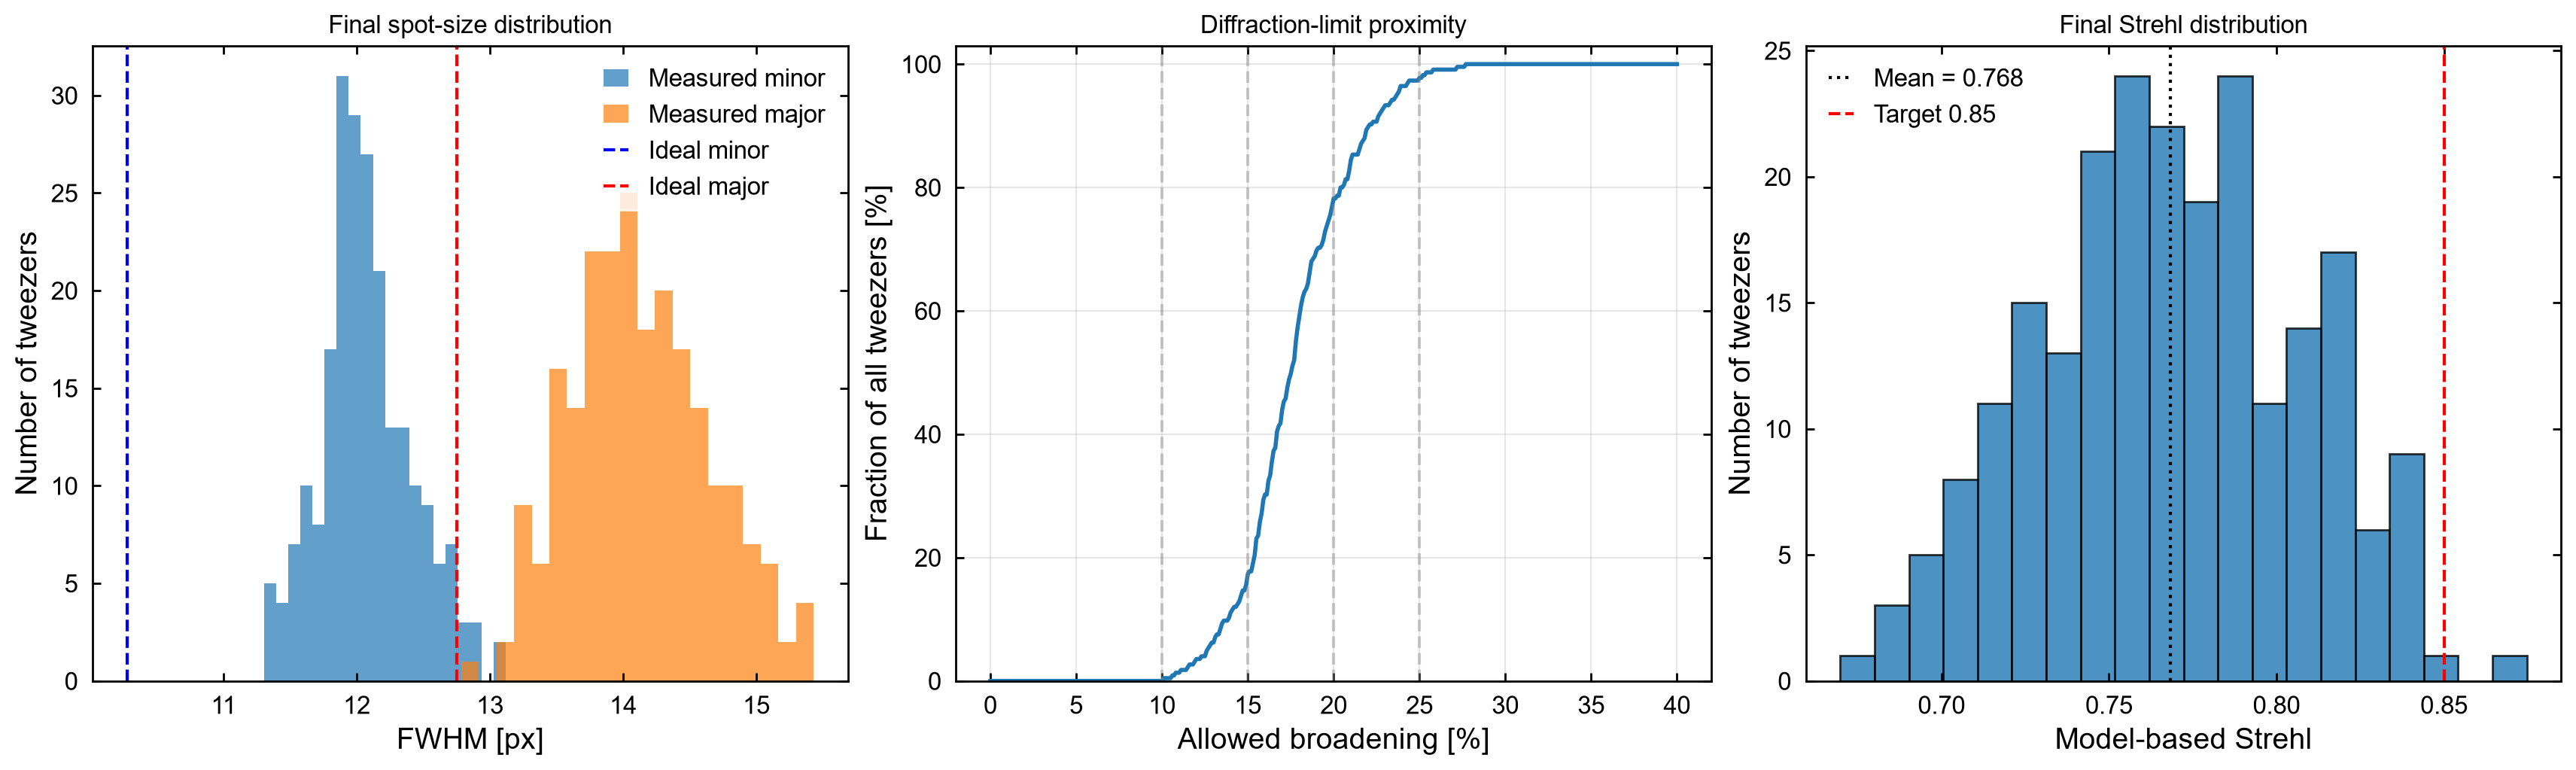 Final spot-size distribution
Number of tweezers
30
25
20
15
10
5
0
Measured minor
Measured major
Ideal minor
Ideal major
11 12 13 14 15
FWHM [px]
Diffraction-limit proximity
Fraction of all tweezers [%]
100
80
60
40
20
0
0 5 10 15 20 25 30 35 40
Allowed broadening [%]
Final Strehl distribution
Number of tweezers
25
20
15
10
5
0
Mean = 0.768
Target 0.85
0.70 0.75 0.80 0.85
Model-based Strehl